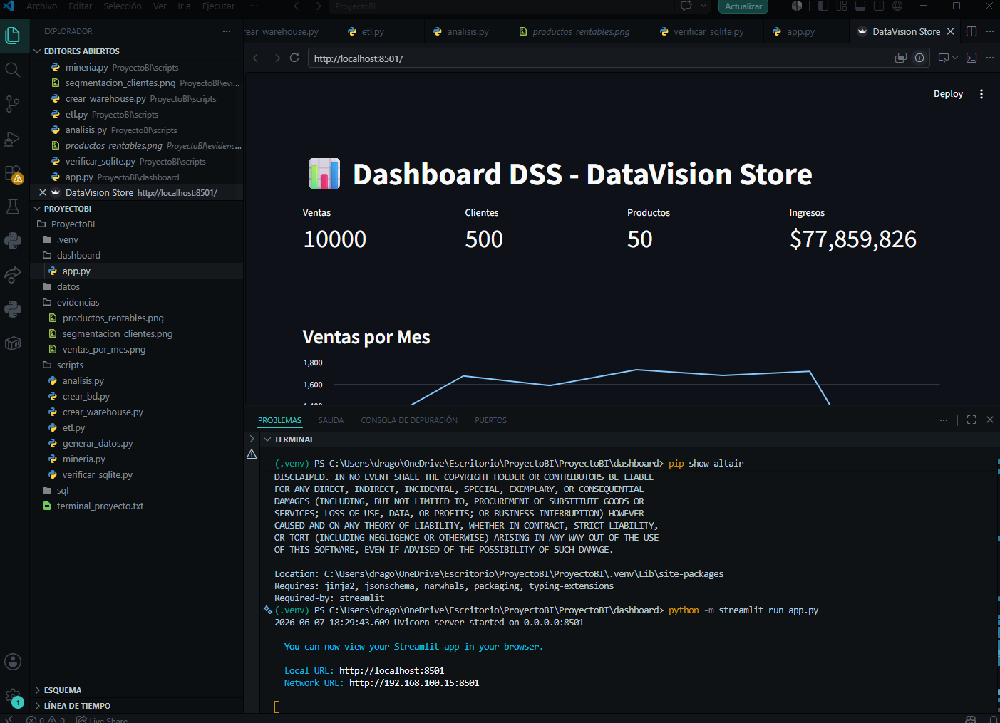 Archivo Editar Selección Ver Ir a Ejecutar ··· ProyectoBI Actualizar
EXPLORADOR ···
EDITORES ABIERTOS
mineria.py ProyectoBI\scripts
segmentacion_clientes.png ProyectoBI\evi...
crear_warehouse.py ProyectoBI\scripts
etl.py ProyectoBI\scripts
analisis.py ProyectoBI\scripts
productos_rentables.png ProyectoBI\evidenc...
verificar_sqlite.py ProyectoBI\scripts
app.py ProyectoBI\dashboard
DataVision Store http://localhost:8501/
PROYECTOBI
ProyectoBI
.venv
dashboard
app.py
datos
evidencias
productos_rentables.png
segmentacion_clientes.png
ventas_por_mes.png
scripts
analisis.py
crear_bd.py
crear_warehouse.py
etl.py
generar_datos.py
mineria.py
verificar_sqlite.py
sql
terminal_proyecto.txt
ESQUEMA
LÍNEA DE TIEMPO
1
rear_warehouse.py etl.py analisis.py productos_rentables.png verificar_sqlite.py app.py DataVision Store
http://localhost:8501/
Deploy
Dashboard DSS - DataVision Store
Ventas Clientes Productos Ingresos
10000 500 50 $77,859,826
Ventas por Mes
1,800
1,600
1,400
PROBLEMAS SALIDA CONSOLA DE DEPURACIÓN PUERTOS
TERMINAL
(.venv) PS C:\Users\drago\OneDrive\Escritorio\ProyectoBI\ProyectoBI\dashboard> pip show altair
DISCLAIMED. IN NO EVENT SHALL THE COPYRIGHT HOLDER OR CONTRIBUTORS BE LIABLE
FOR ANY DIRECT, INDIRECT, INCIDENTAL, SPECIAL, EXEMPLARY, OR CONSEQUENTIAL
DAMAGES (INCLUDING, BUT NOT LIMITED TO, PROCUREMENT OF SUBSTITUTE GOODS OR
SERVICES; LOSS OF USE, DATA, OR PROFITS; OR BUSINESS INTERRUPTION) HOWEVER
CAUSED AND ON ANY THEORY OF LIABILITY, WHETHER IN CONTRACT, STRICT LIABILITY,
OR TORT (INCLUDING NEGLIGENCE OR OTHERWISE) ARISING IN ANY WAY OUT OF THE USE
OF THIS SOFTWARE, EVEN IF ADVISED OF THE POSSIBILITY OF SUCH DAMAGE.
Location: C:\Users\drago\OneDrive\Escritorio\ProyectoBI\ProyectoBI\.venv\Lib\site-packages
Requires: jinja2, jsonschema, narwhals, packaging, typing-extensions
Required-by: streamlit
(.venv) PS C:\Users\drago\OneDrive\Escritorio\ProyectoBI\ProyectoBI\dashboard> python -m streamlit run app.py
2026-06-07 18:29:43.609 Uvicorn server started on 0.0.0.0:8501
You can now view your Streamlit app in your browser.
Local URL: http://localhost:8501
Network URL: http://192.168.100.15:8501
0 0 Live Share